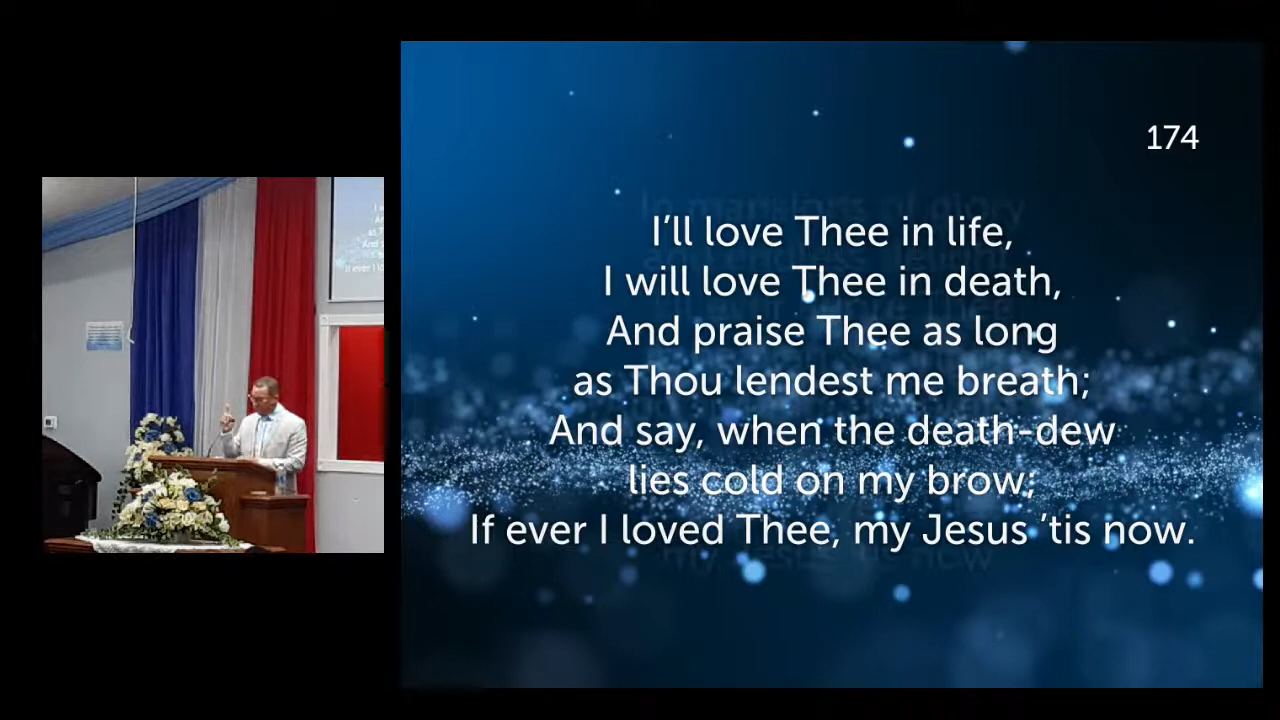 174
I’ll love Thee in life,
I will love Thee in death,
And praise Thee as long
as Thou lendest me breath;
And say, when the death-dew
lies cold on my brow;
If ever I loved Thee, my Jesus ’tis now.